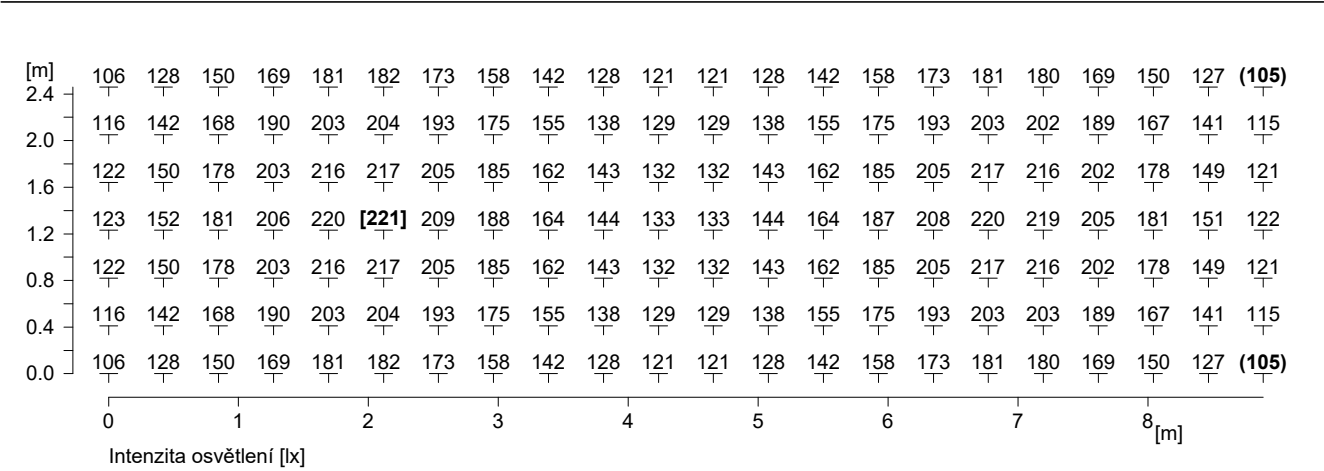 [m]
106 128 150 169 181 182 173 158 142 128 121 121 128 142 158 173 181 180 169 150 127 (105)
2.4
116 142 168 190 203 204 193 175 155 138 129 129 138 155 175 193 203 202 189 167 141 115
2.0
122 150 178 203 216 217 205 185 162 143 132 132 143 162 185 205 217 216 202 178 149 121
1.6
123 152 181 206 220 [221] 209 188 164 144 133 133 144 164 187 208 220 219 205 181 151 122
1.2
122 150 178 203 216 217 205 185 162 143 132 132 143 162 185 205 217 216 202 178 149 121
0.8
116 142 168 190 203 204 193 175 155 138 129 129 138 155 175 193 203 203 189 167 141 115
0.4
106 128 150 169 181 182 173 158 142 128 121 121 128 142 158 173 181 180 169 150 127 (105)
0.0
0 1 2 3 4 5 6 7 8 [m]
Intenzita osvětlení [lx]